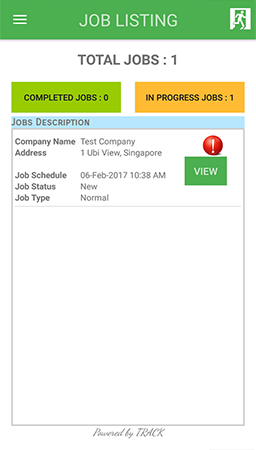 JOB LISTING
TOTAL JOBS : 1
COMPLETED JOBS : 0
IN PROGRESS JOBS : 1
JOBS DESCRIPTION
Company Name Test Company
Address 1 Ubi View, Singapore
VIEW
Job Schedule 06-Feb-2017 10:38 AM
Job Status New
Job Type Normal
Powered by TRACK